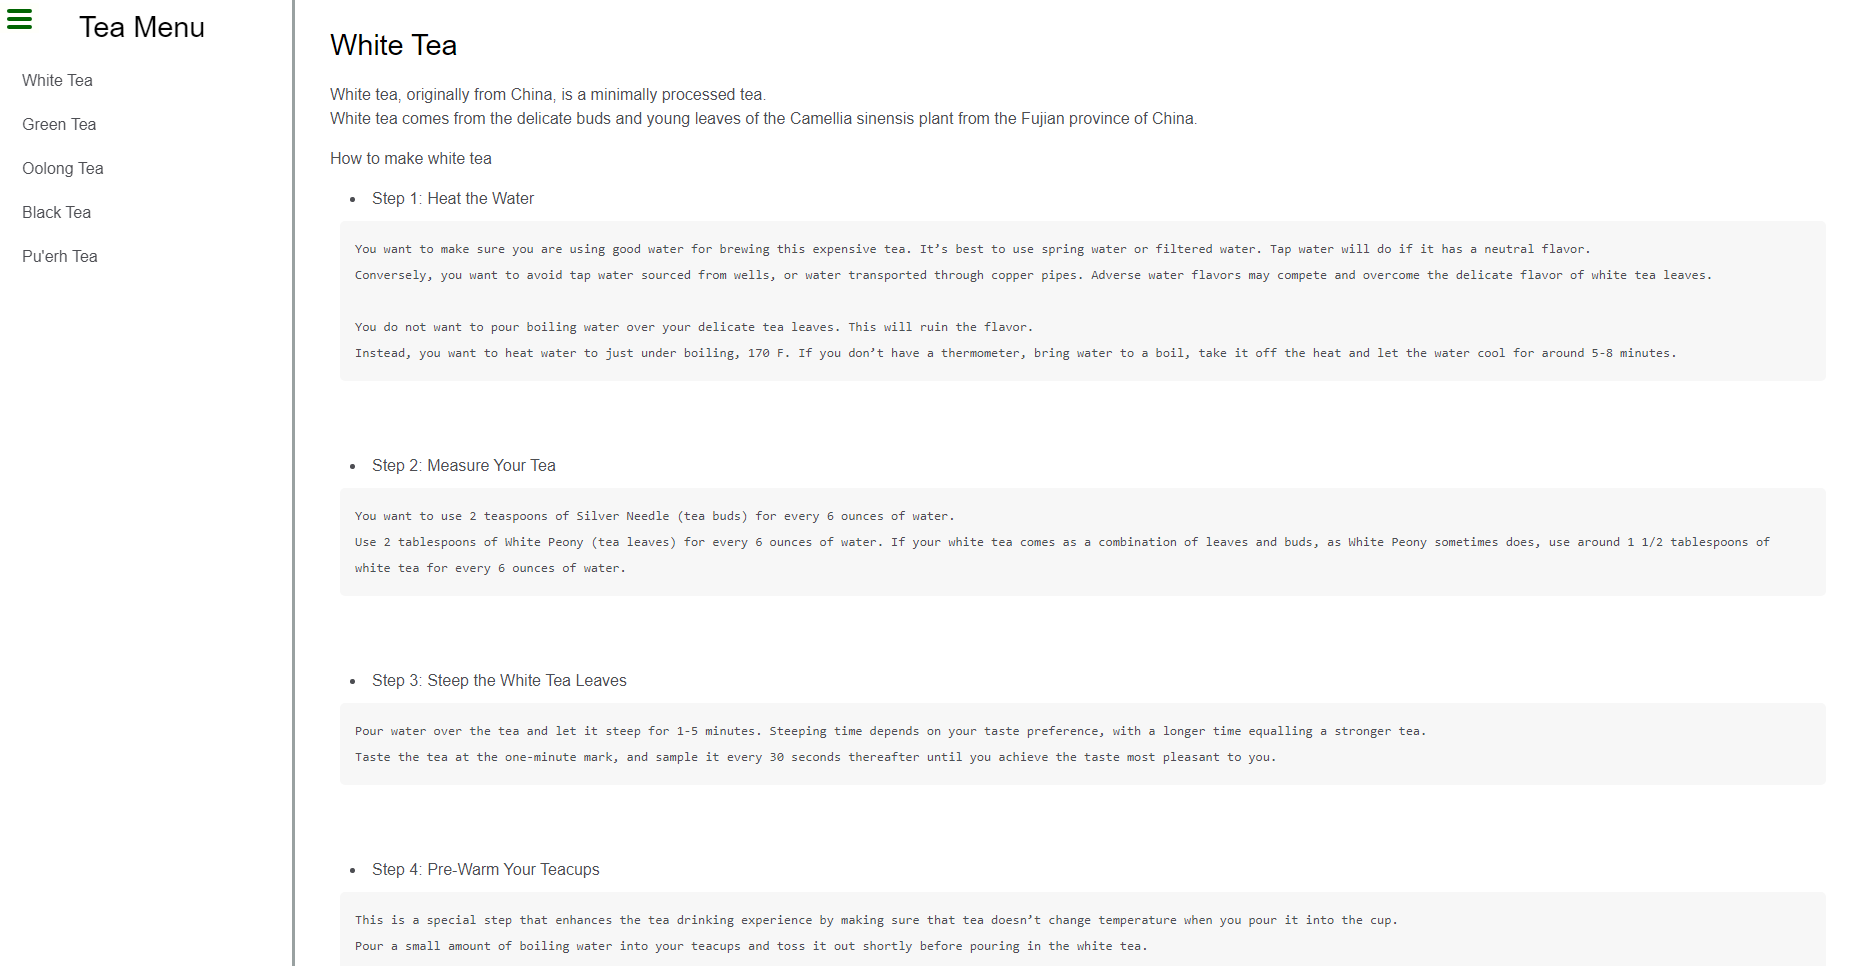 Tea Menu
White Tea
Green Tea
Oolong Tea
Black Tea
Pu'erh Tea
White Tea
White tea, originally from China, is a minimally processed tea.
White tea comes from the delicate buds and young leaves of the Camellia sinensis plant from the Fujian province of China.
How to make white tea
Step 1: Heat the Water
You want to make sure you are using good water for brewing this expensive tea. It’s best to use spring water or filtered water. Tap water will do if it has a neutral flavor.
Conversely, you want to avoid tap water sourced from wells, or water transported through copper pipes. Adverse water flavors may compete and overcome the delicate flavor of white tea leaves.
You do not want to pour boiling water over your delicate tea leaves. This will ruin the flavor.
Instead, you want to heat water to just under boiling, 170 F. If you don’t have a thermometer, bring water to a boil, take it off the heat and let the water cool for around 5-8 minutes.
Step 2: Measure Your Tea
You want to use 2 teaspoons of Silver Needle (tea buds) for every 6 ounces of water.
Use 2 tablespoons of White Peony (tea leaves) for every 6 ounces of water. If your white tea comes as a combination of leaves and buds, as White Peony sometimes does, use around 1 1/2 tablespoons of
white tea for every 6 ounces of water.
Step 3: Steep the White Tea Leaves
Pour water over the tea and let it steep for 1-5 minutes. Steeping time depends on your taste preference, with a longer time equalling a stronger tea.
Taste the tea at the one-minute mark, and sample it every 30 seconds thereafter until you achieve the taste most pleasant to you.
Step 4: Pre-Warm Your Teacups
This is a special step that enhances the tea drinking experience by making sure that tea doesn’t change temperature when you pour it into the cup.
Pour a small amount of boiling water into your teacups and toss it out shortly before pouring in the white tea.